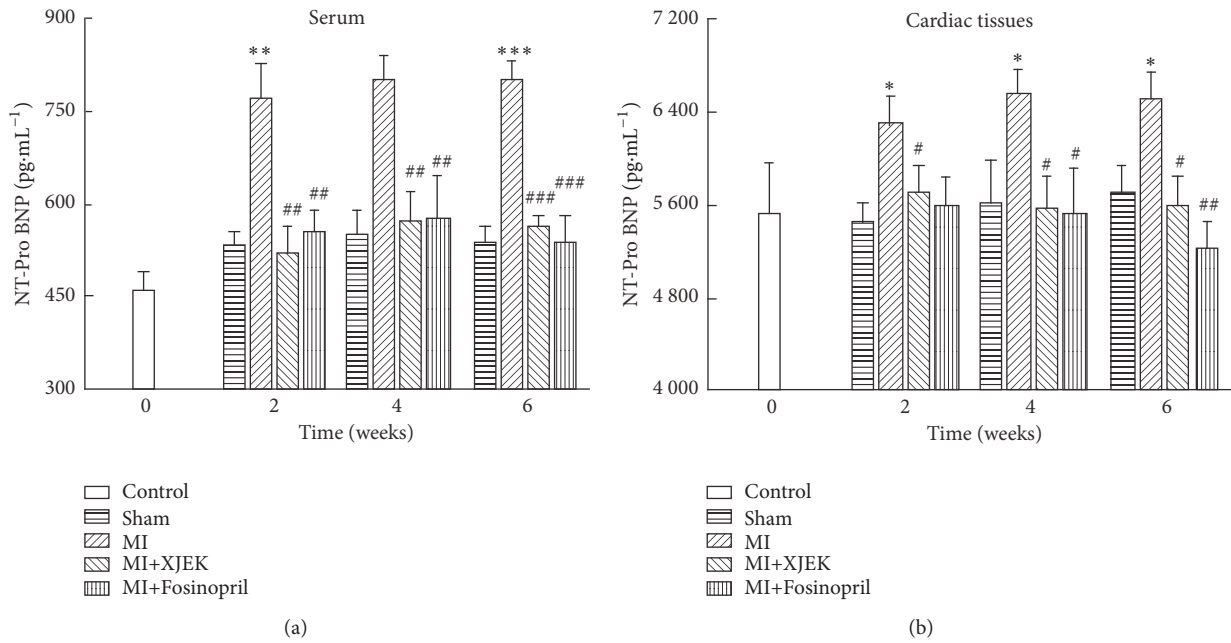 Serum
NT-Pro BNP (pg·mL⁻¹)
900
750
600
450
300
**
##
##
##
##
***
###
###
0
2
4
6
Time (weeks)
Control
Sham
MI
MI+XJEK
MI+Fosinopril
(a)
Cardiac tissues
NT-Pro BNP (pg·mL⁻¹)
7 200
6 400
5 600
4 800
4 000
*
#
*
#
#
*
#
##
0
2
4
6
Time (weeks)
Control
Sham
MI
MI+XJEK
MI+Fosinopril
(b)